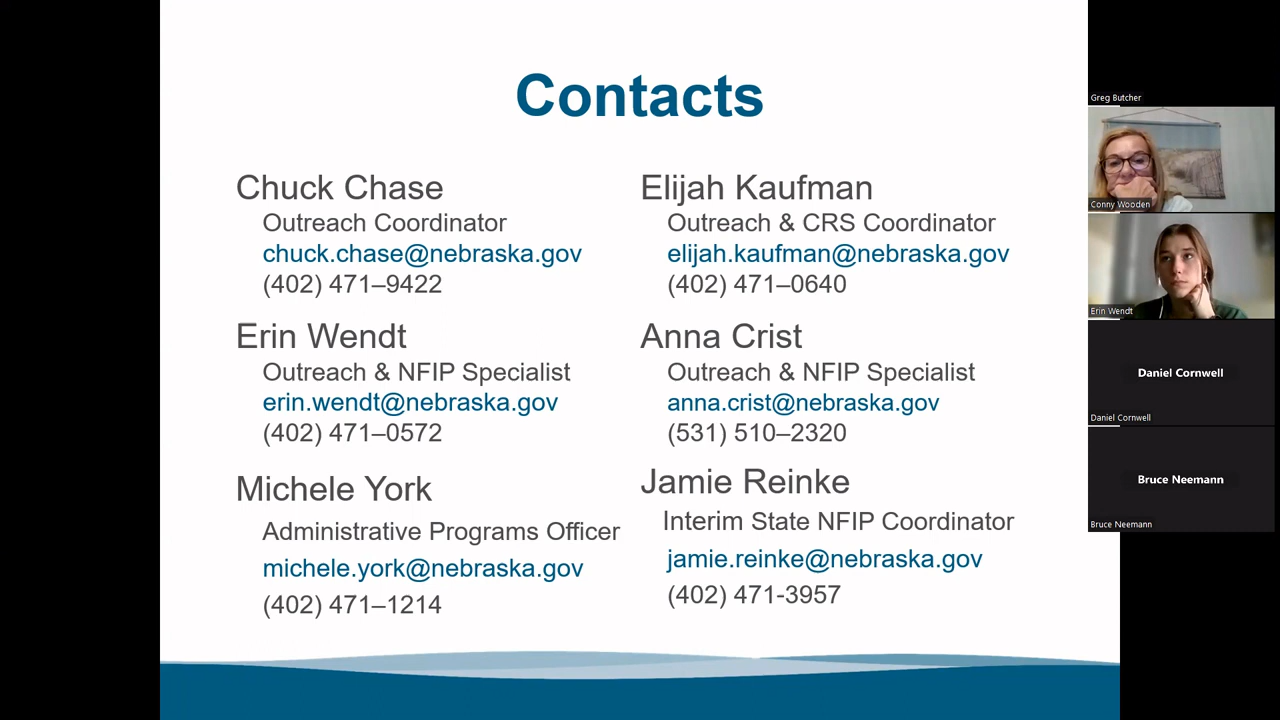 Contacts
Chuck Chase
Outreach Coordinator
chuck.chase@nebraska.gov
(402) 471–9422
Erin Wendt
Outreach & NFIP Specialist
erin.wendt@nebraska.gov
(402) 471–0572
Michele York
Administrative Programs Officer
michele.york@nebraska.gov
(402) 471–1214
Elijah Kaufman
Outreach & CRS Coordinator
elijah.kaufman@nebraska.gov
(402) 471–0640
Anna Crist
Outreach & NFIP Specialist
anna.crist@nebraska.gov
(531) 510–2320
Jamie Reinke
Interim State NFIP Coordinator
jamie.reinke@nebraska.gov
(402) 471-3957
Greg Butcher
Conny Wooden
Erin Wendt
Daniel Cornwell
Daniel Cornwell
Bruce Neemann
Bruce Neemann